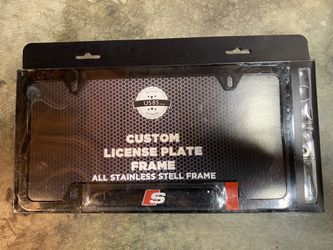 USBS
CUSTOM
LICENSE PLATE
FRAME
ALL STAINLESS STELL FRAME
S